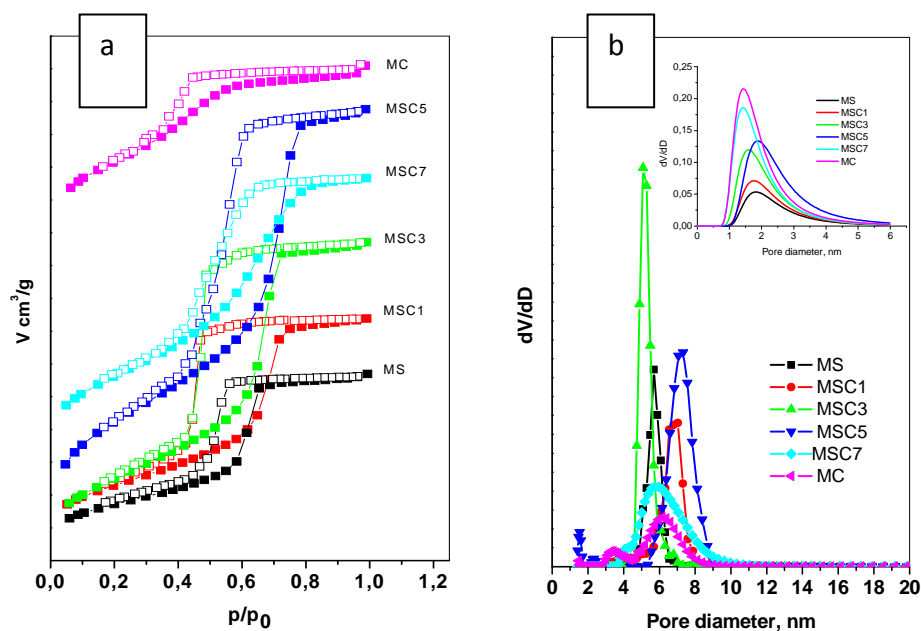 a
MC
MSC5
MSC7
MSC3
MSC1
MS
V cm³/g
0,0 0,2 0,4 0,6 0,8 1,0 1,2
p/p₀
b
0,25
0,20
0,15
0,10
0,05
0,00
dV/dD
0 1 2 3 4 5 6
Pore diameter, nm
MS
MSC1
MSC3
MSC5
MSC7
MC
dV/dD
MS
MSC1
MSC3
MSC5
MSC7
MC
0 2 4 6 8 10 12 14 16 18 20
Pore diameter, nm